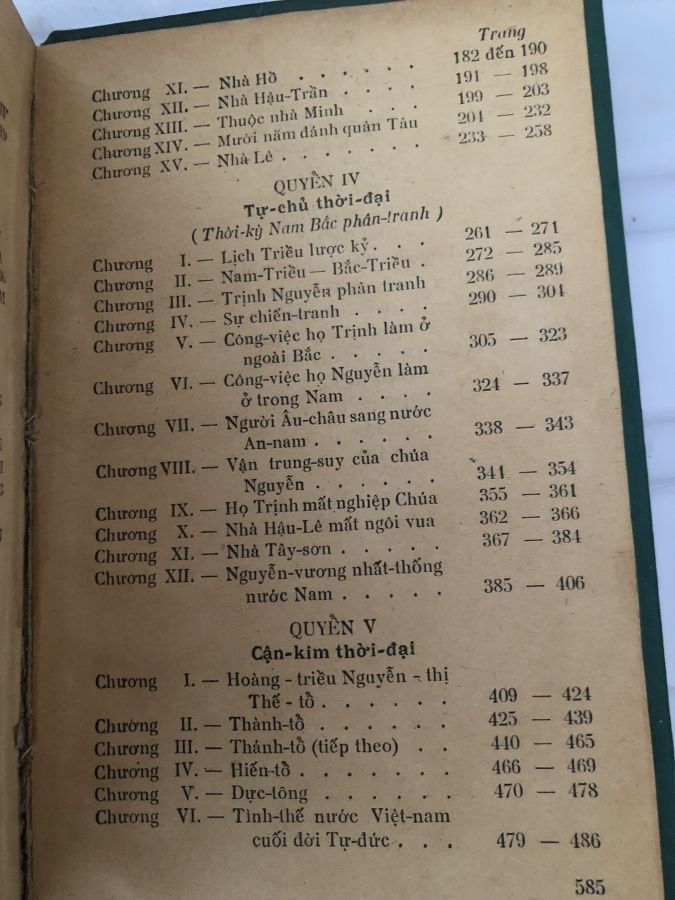 Trang
Chương XI. — Nhà Hồ . . . . . . 182 đến 190
Chương XII. — Nhà Hậu-Trần . . . . 191 — 198
Chương XIII. — Thuộc nhà Minh . . . 199 — 203
Chương XIV. — Mười năm đánh quân Tàu 204 — 232
Chương XV. — Nhà Lê . . . . . . . 233 — 258
QUYỂN IV
Tự-chủ thời-đại
( Thời-kỳ Nam Bắc phân-tranh )
Chương I. — Lịch Triều lược kỷ . . . 261 — 271
Chương II. — Nam-Triều — Bắc-Triều . 272 — 285
Chương III. — Trịnh Nguyễn phân tranh 286 — 289
Chương IV. — Sự chiến-tranh . . . . 290 — 304
Chương V. — Công-việc họ Trịnh làm ở
ngoài Bắc . . . . . 305 — 323
Chương VI. — Công-việc họ Nguyễn làm
ở trong Nam . . . . 324 — 337
Chương VII. — Người Âu-châu sang nước
An-nam . . . . . . 338 — 343
Chương VIII. — Vận trung-suy của chúa
Nguyễn . . . . . . 344 — 354
Chương IX. — Họ Trịnh mất nghiệp Chúa 355 — 361
Chương X. — Nhà Hậu-Lê mất ngôi vua 362 — 366
Chương XI. — Nhà Tây-sơn . . . . . 367 — 384
Chương XII. — Nguyễn-vương nhất-thống
nước Nam . . . . . 385 — 406
QUYỂN V
Cận-kim thời-đại
Chương I. — Hoàng - triều Nguyễn - thị
Thế - tổ . . . . . . 409 — 424
Chương II. — Thành-tổ . . . . . . 425 — 439
Chương III. — Thánh-tổ (tiếp theo) . . 440 — 465
Chương IV. — Hiến-tổ . . . . . . 466 — 469
Chương V. — Dực-tông . . . . . . 470 — 478
Chương VI. — Tình-thế nước Việt-nam
cuối đời Tự-đức . . . 479 — 486
585